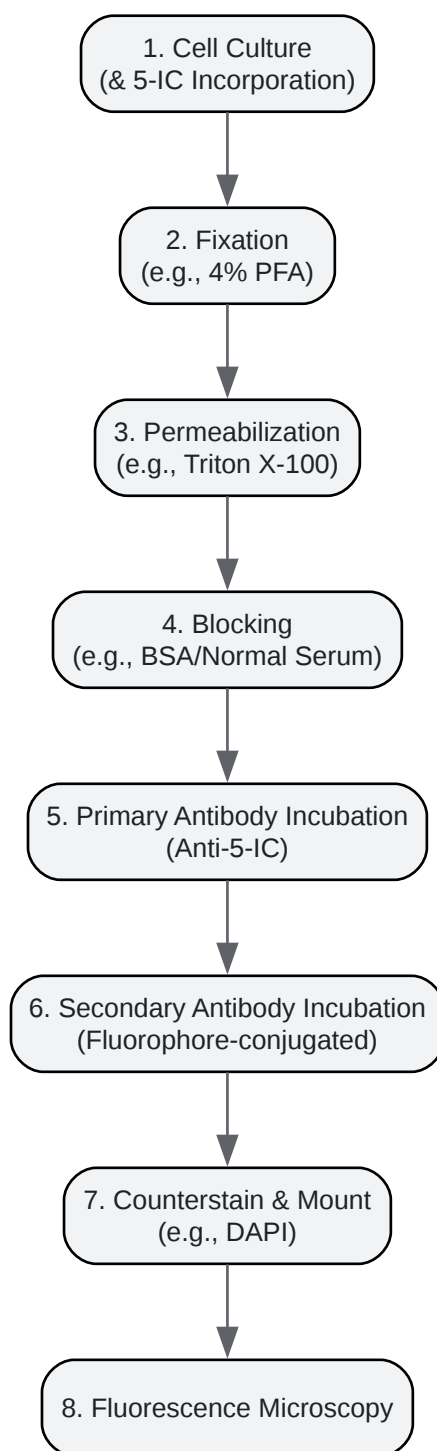 1. Cell Culture
(& 5-IC Incorporation)
2. Fixation
(e.g., 4% PFA)
3. Permeabilization
(e.g., Triton X-100)
4. Blocking
(e.g., BSA/Normal Serum)
5. Primary Antibody Incubation
(Anti-5-IC)
6. Secondary Antibody Incubation
(Fluorophore-conjugated)
7. Counterstain & Mount
(e.g., DAPI)
8. Fluorescence Microscopy